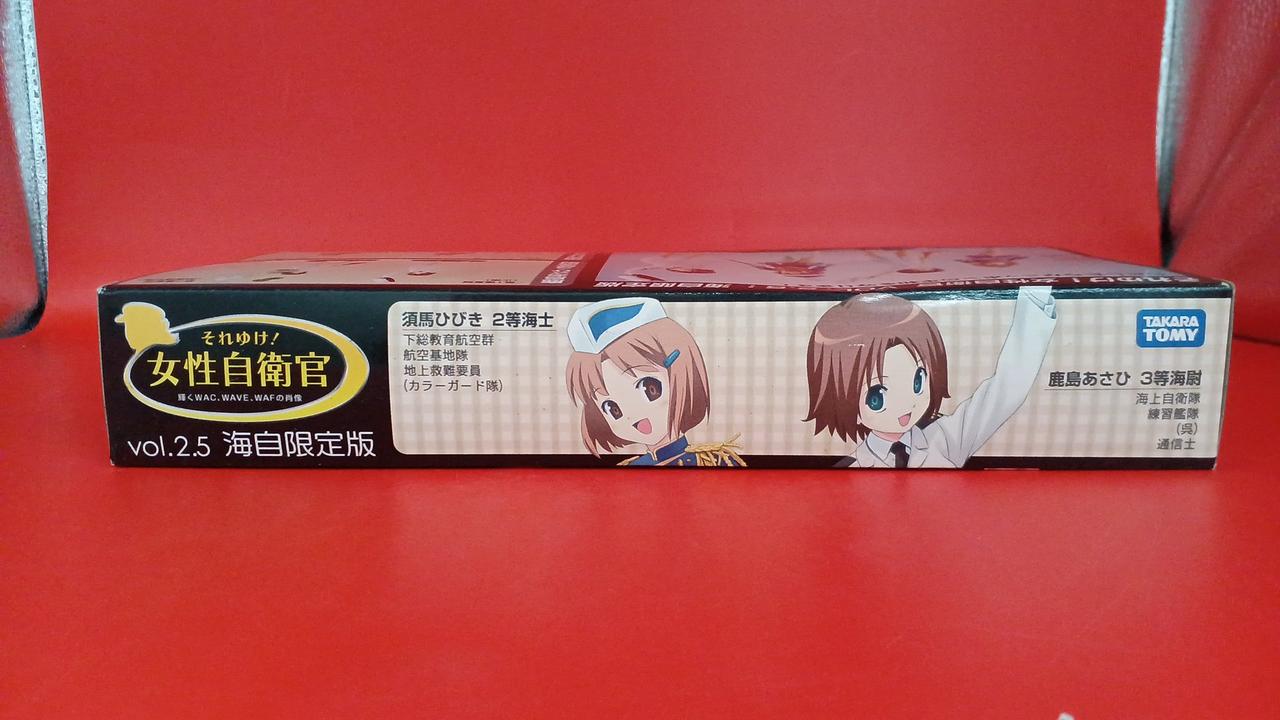 それゆけ!
女性自衛官
輝くWAC、WAVE、WAFの肖像
vol.2.5 海自限定版
須馬ひびき 2等海士
下総教育航空群
航空基地隊
地上救難要員
(カラーガード隊)
TAKARA
TOMY
鹿島あさひ 3等海尉
海上自衛隊
練習艦隊
(呉)
通信士